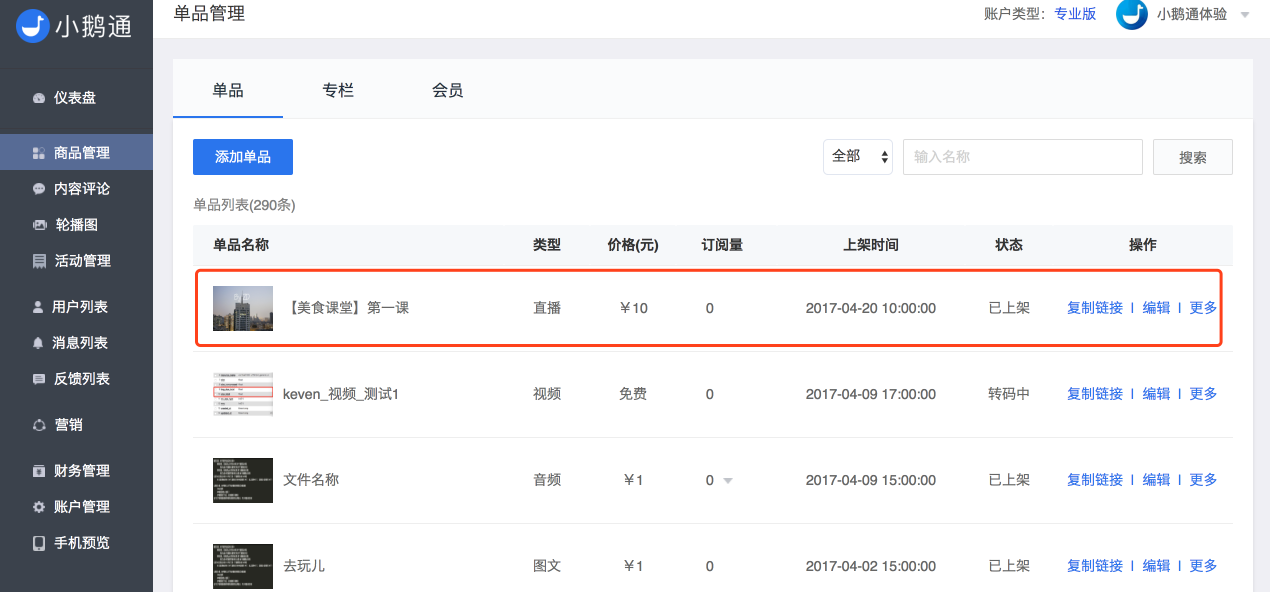 小鹅通
单品管理
账户类型: 专业版
小鹅通体验
仪表盘
商品管理
内容评论
轮播图
活动管理
用户列表
消息列表
反馈列表
营销
财务管理
账户管理
手机预览
单品 专栏 会员
添加单品
全部
输入名称
搜索
单品列表(290条)
单品名称 类型 价格(元) 订阅量 上架时间 状态 操作
【美食课堂】第一课 直播 ￥10 0 2017-04-20 10:00:00 已上架 复制链接 | 编辑 | 更多
keven_视频_测试1 视频 免费 0 2017-04-09 17:00:00 转码中 复制链接 | 编辑 | 更多
文件名称 音频 ￥1 0 2017-04-09 15:00:00 已上架 复制链接 | 编辑 | 更多
去玩儿 图文 ￥1 0 2017-04-02 15:00:00 已上架 复制链接 | 编辑 | 更多